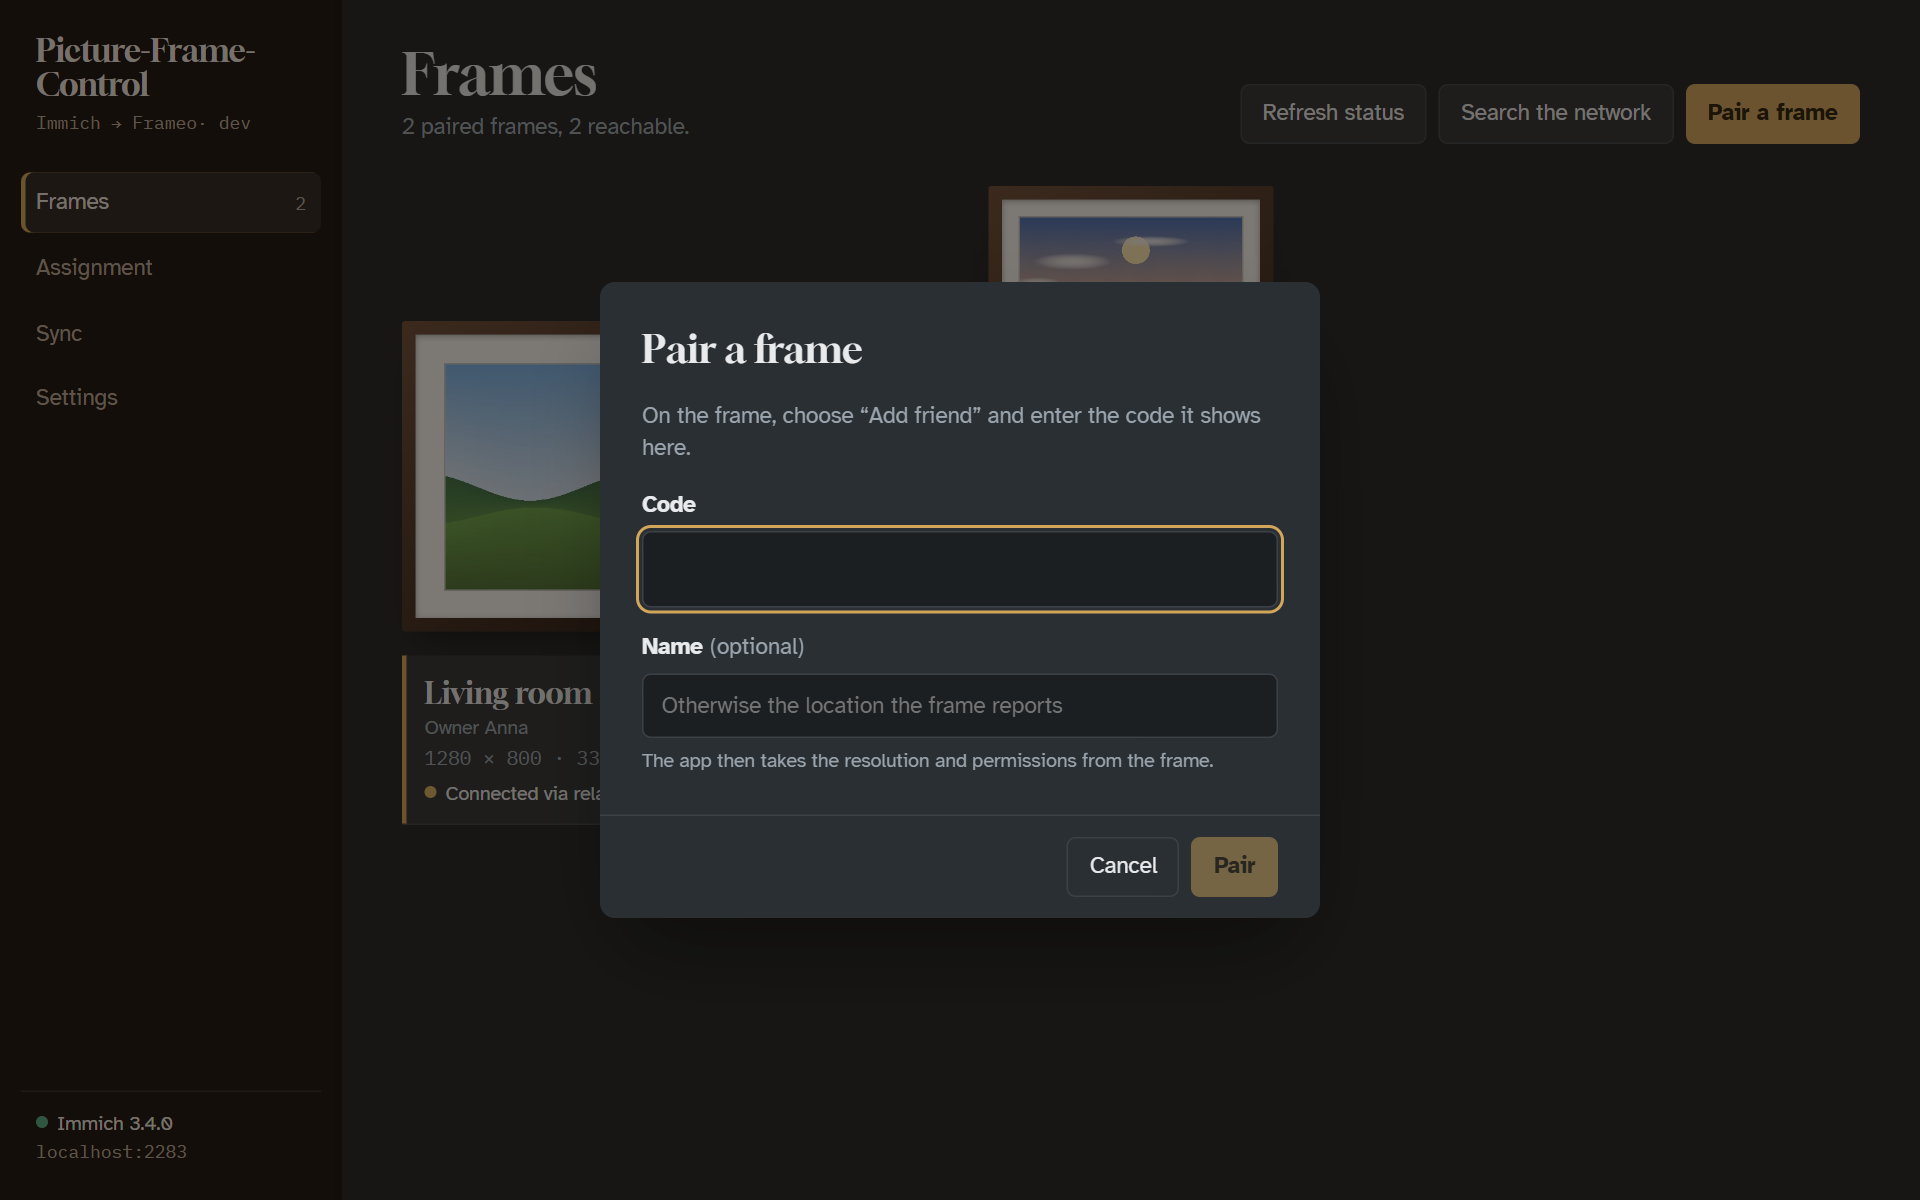 Picture-Frame-
Control
Immich → Frameo· dev
Frames 2
Assignment
Sync
Settings
Immich 3.4.0
localhost:2283
Frames
2 paired frames, 2 reachable.
Refresh status
Search the network
Pair a frame
Living room
Owner Anna
1280 × 800 · 33
Connected via rela
Pair a frame
On the frame, choose “Add friend” and enter the code it shows
here.
Code
Name (optional)
Otherwise the location the frame reports
The app then takes the resolution and permissions from the frame.
Cancel
Pair